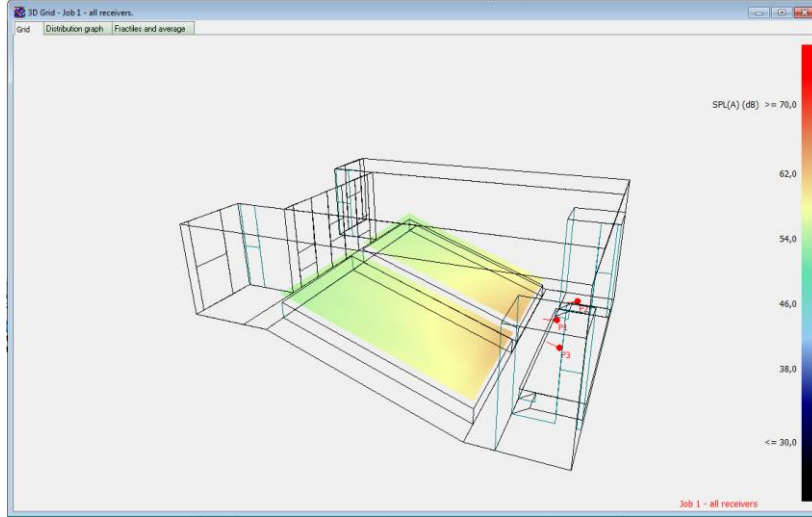 3D Grid - Job 1 - all receivers.
Grid Distribution graph Fractiles and average
SPL(A) (dB) >= 70,0
62,0
54,0
46,0
38,0
<= 30,0
P2
P1
P3
Job 1 - all receivers